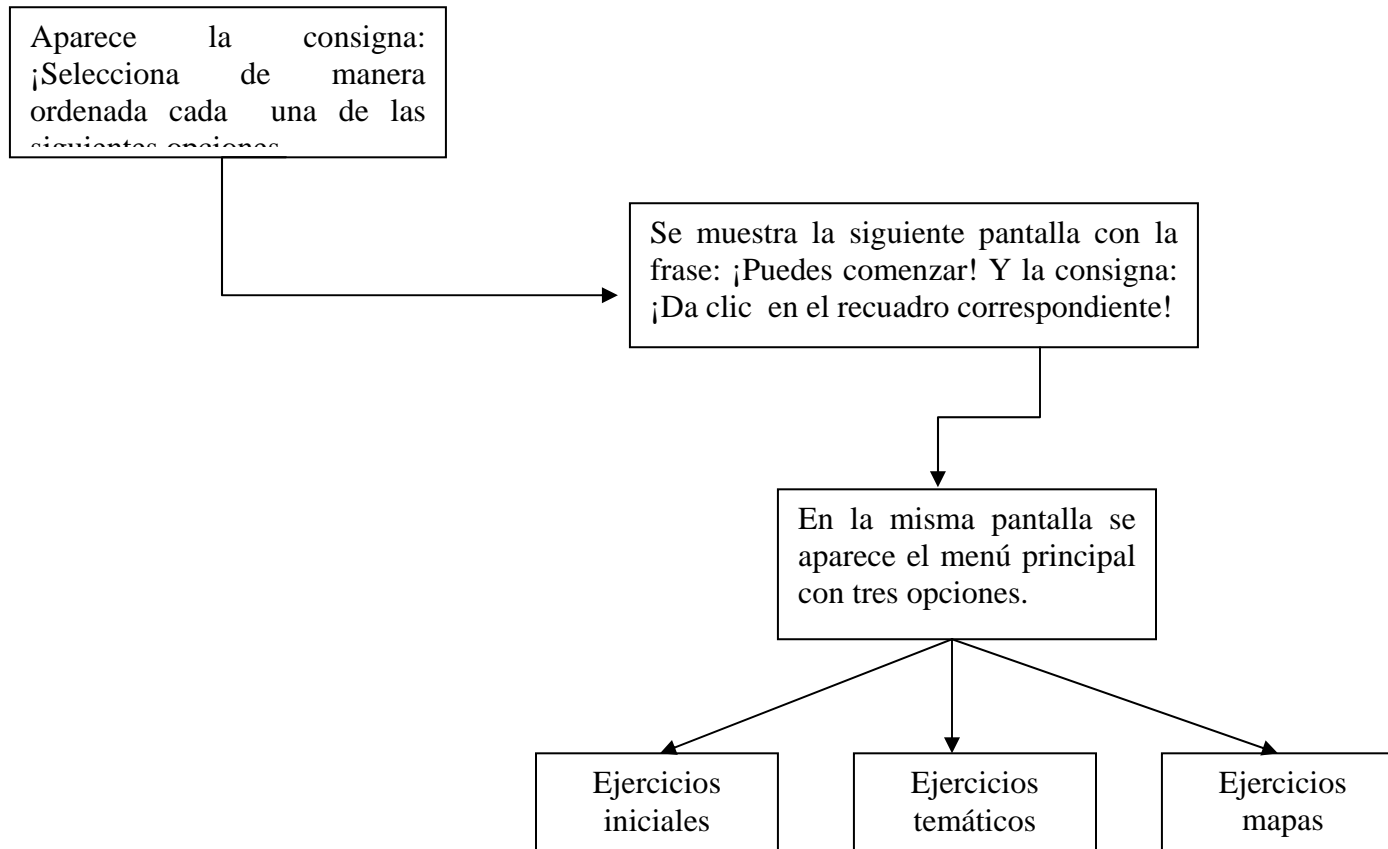 Aparece la consigna:
¡Selecciona de manera
ordenada cada una de las
siguientes opciones
Se muestra la siguiente pantalla con la
frase: ¡Puedes comenzar! Y la consigna:
¡Da clic en el recuadro correspondiente!
En la misma pantalla se
aparece el menú principal
con tres opciones.
Ejercicios
iniciales
Ejercicios
temáticos
Ejercicios
mapas